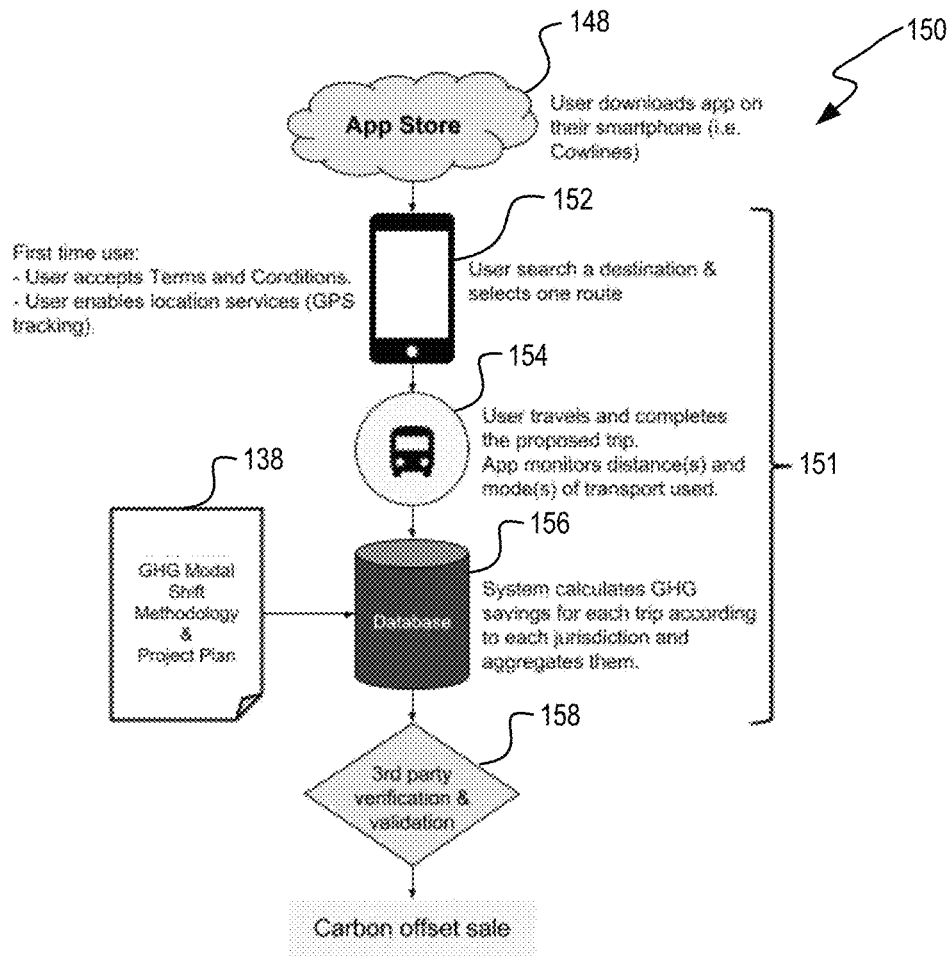 150
148
App Store
User downloads app on
their smartphone (i.e.
Cowlines)
152
First time use:
- User accepts Terms and Conditions.
- User enables location services (GPS
tracking).
User search a destination &
selects one route
154
User travels and completes
the proposed trip.
App monitors distance(s) and
mode(s) of transport used.
151
138
GHG Modal
Shift
Methodology
&
Project Plan
156
Database
System calculates GHG
savings for each trip according
to each jurisdiction and
aggregates them.
158
3rd party
verification &
validation
Carbon offset sale